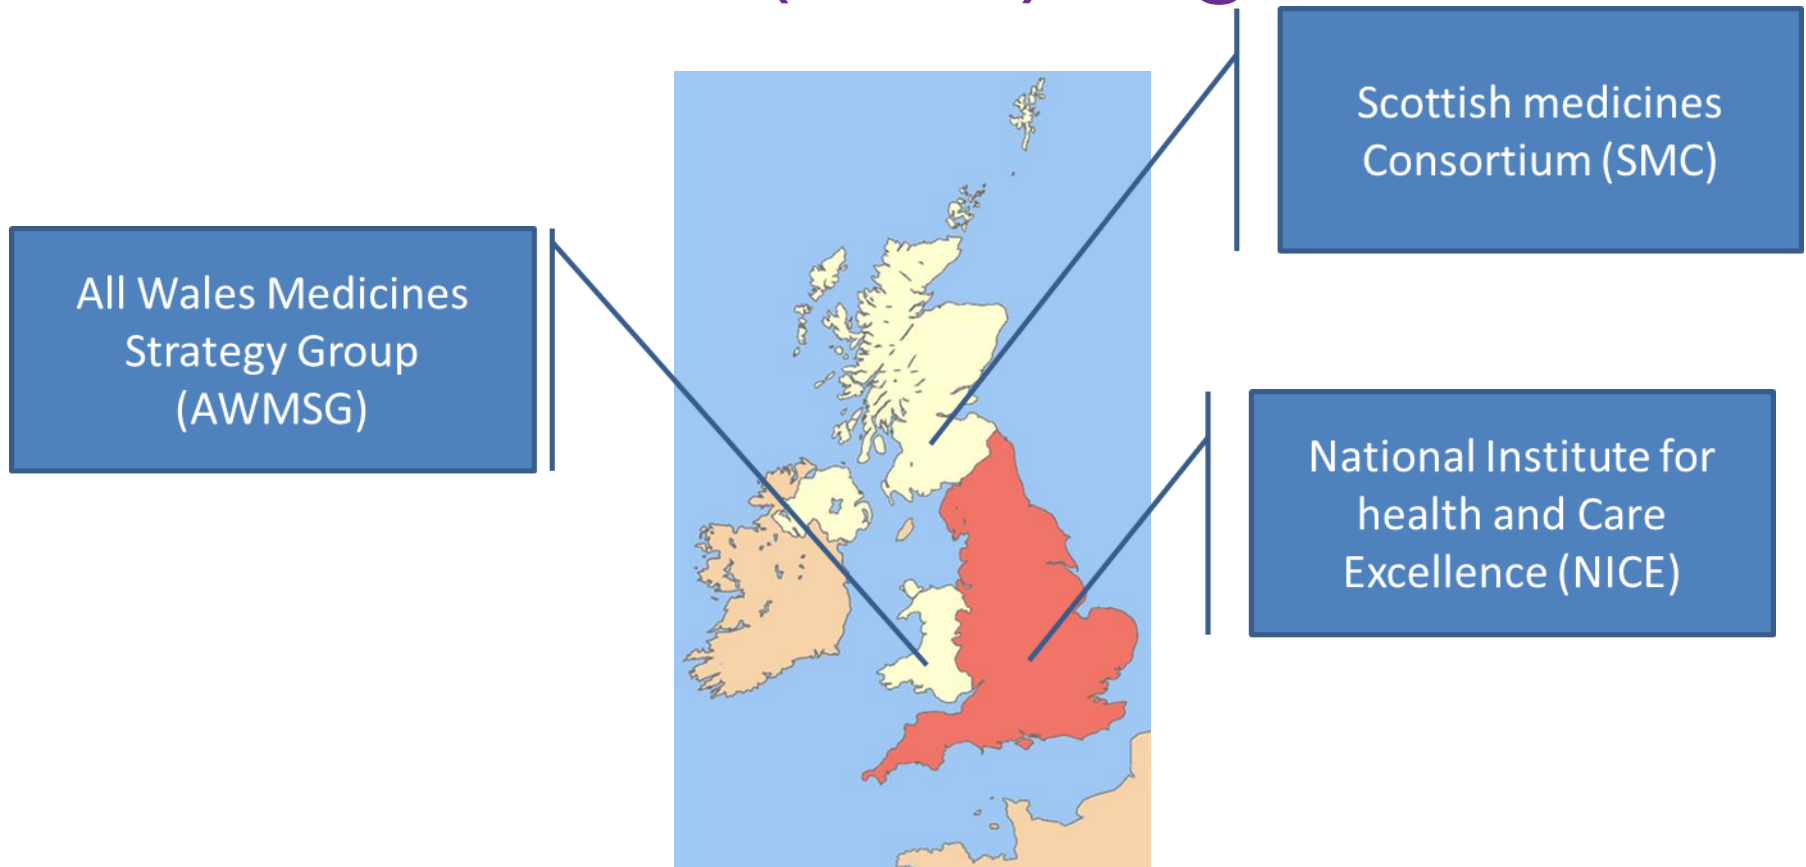 Scottish medicines
Consortium (SMC)
All Wales Medicines
Strategy Group
(AWMSG)
National Institute for
health and Care
Excellence (NICE)